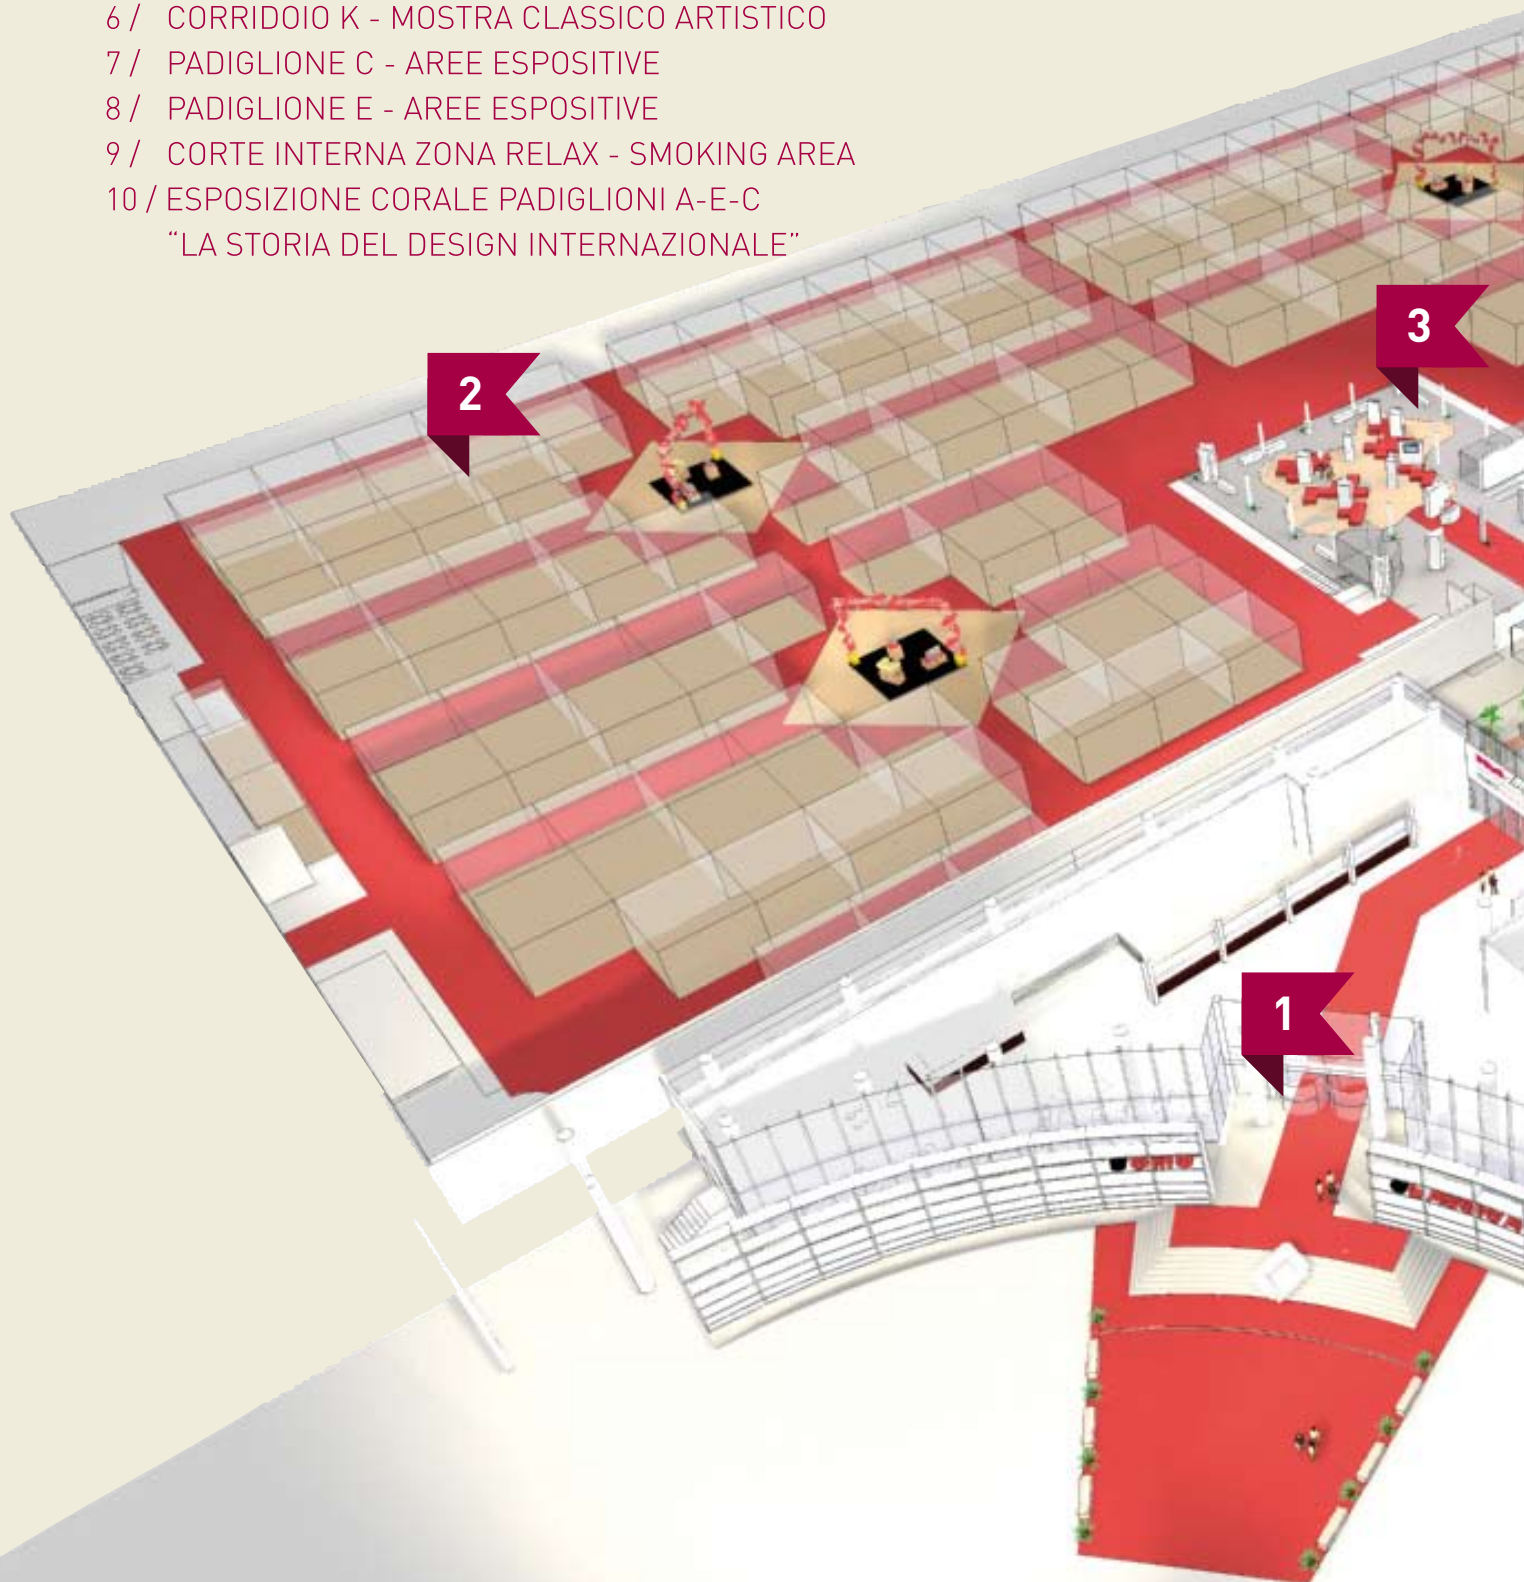 6 / CORRIDOIO K - MOSTRA CLASSICO ARTISTICO
7 / PADIGLIONE C - AREE ESPOSITIVE
8 / PADIGLIONE E - AREE ESPOSITIVE
9 / CORTE INTERNA ZONA RELAX - SMOKING AREA
10 / ESPOSIZIONE CORALE PADIGLIONI A-E-C
“LA STORIA DEL DESIGN INTERNAZIONALE”
3
2
1